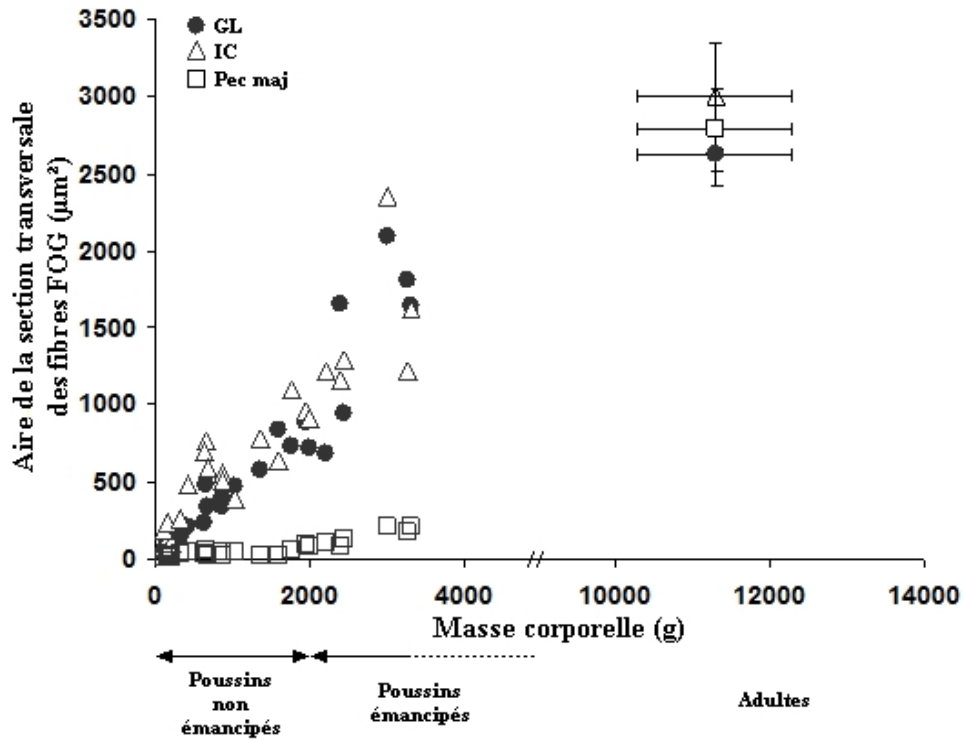 3500
3000
2500
2000
1500
1000
500
0
GL
IC
Pec maj
Aire de la section transversale
des fibres FOG (µm²)
0 2000 4000 10000 12000 14000
Masse corporelle (g)
Poussins
non
émancipés
Poussins
émancipés
Adultes